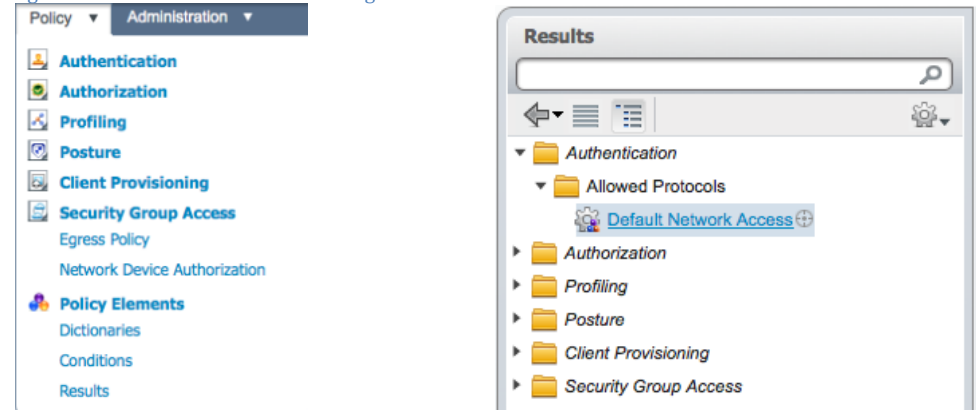 Policy ▼ Administration ▼
Authentication
Authorization
Profiling
Posture
Client Provisioning
Security Group Access
Egress Policy
Network Device Authorization
Policy Elements
Dictionaries
Conditions
Results
Results
Authentication
Allowed Protocols
Default Network Access
Authorization
Profiling
Posture
Client Provisioning
Security Group Access